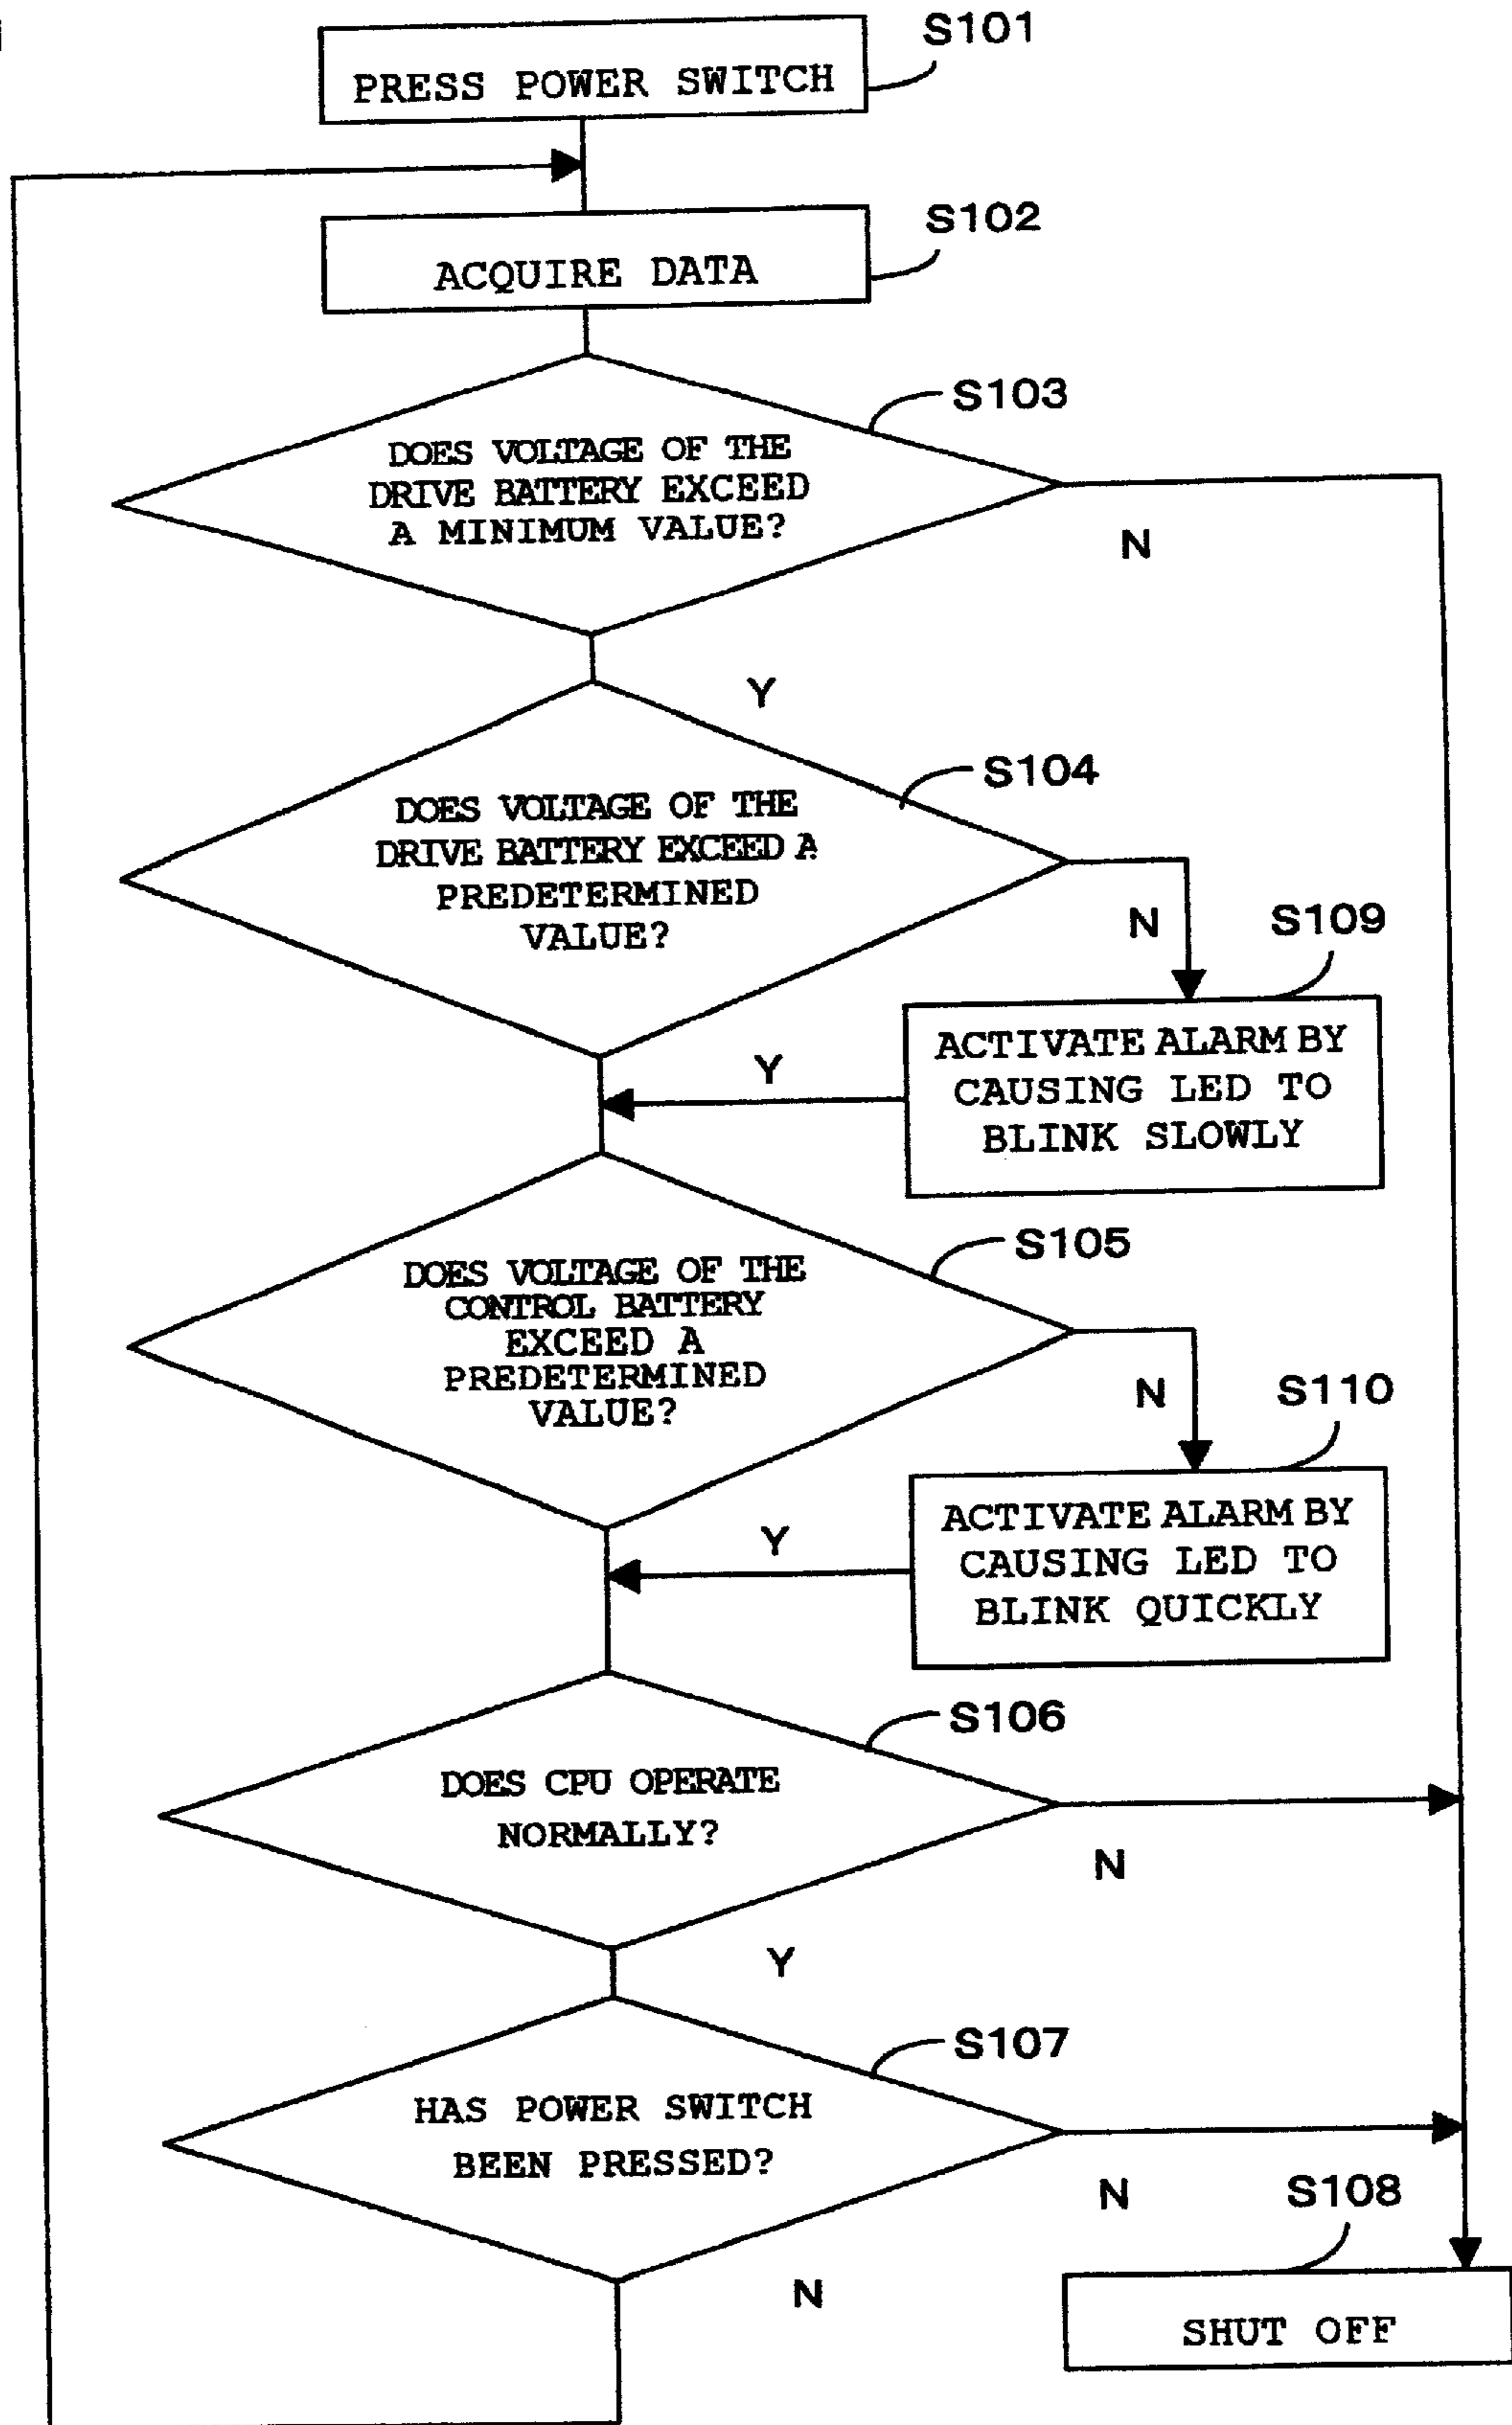 S101
PRESS POWER SWITCH
S102
ACQUIRE DATA
S103
DOES VOLTAGE OF THE
DRIVE BATTERY EXCEED
A MINIMUM VALUE?
N
Y
S104
DOES VOLTAGE OF THE
DRIVE BATTERY EXCEED A
PREDETERMINED
VALUE?
N
S109
ACTIVATE ALARM BY
CAUSING LED TO
BLINK SLOWLY
Y
S105
DOES VOLTAGE OF THE
CONTROL BATTERY
EXCEED A
PREDETERMINED
VALUE?
N
S110
ACTIVATE ALARM BY
CAUSING LED TO
BLINK QUICKLY
Y
S106
DOES CPU OPERATE
NORMALLY?
N
Y
S107
HAS POWER SWITCH
BEEN PRESSED?
N
S108
N
SHUT OFF